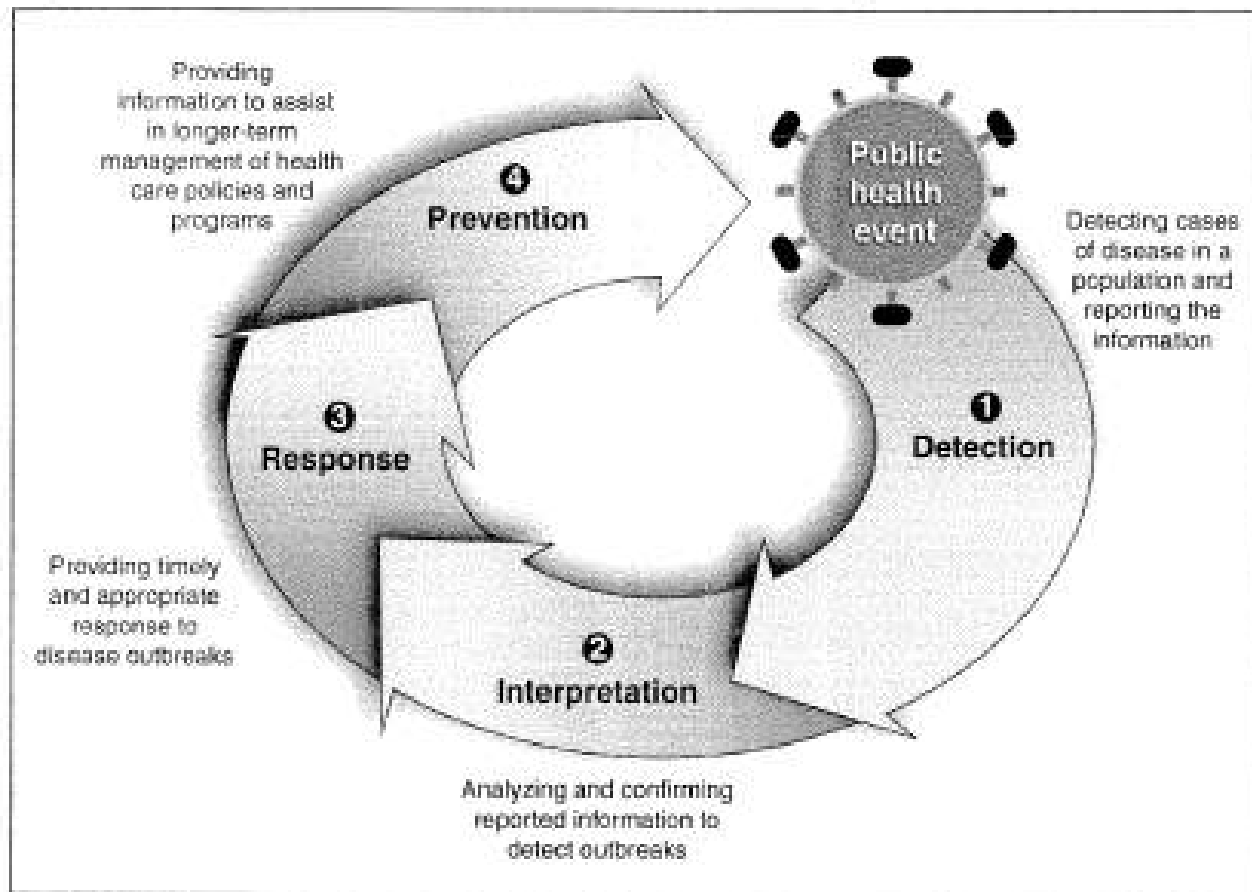 Public
health
event
Detecting cases
of disease in a
population and
reporting the
information
1
Detection
2
Interpretation
Analyzing and confirming
reported information to
detect outbreaks
3
Response
Providing timely
and appropriate
response to
disease outbreaks
4
Prevention
Providing
information to assist
in longer-term
management of health
care policies and
programs